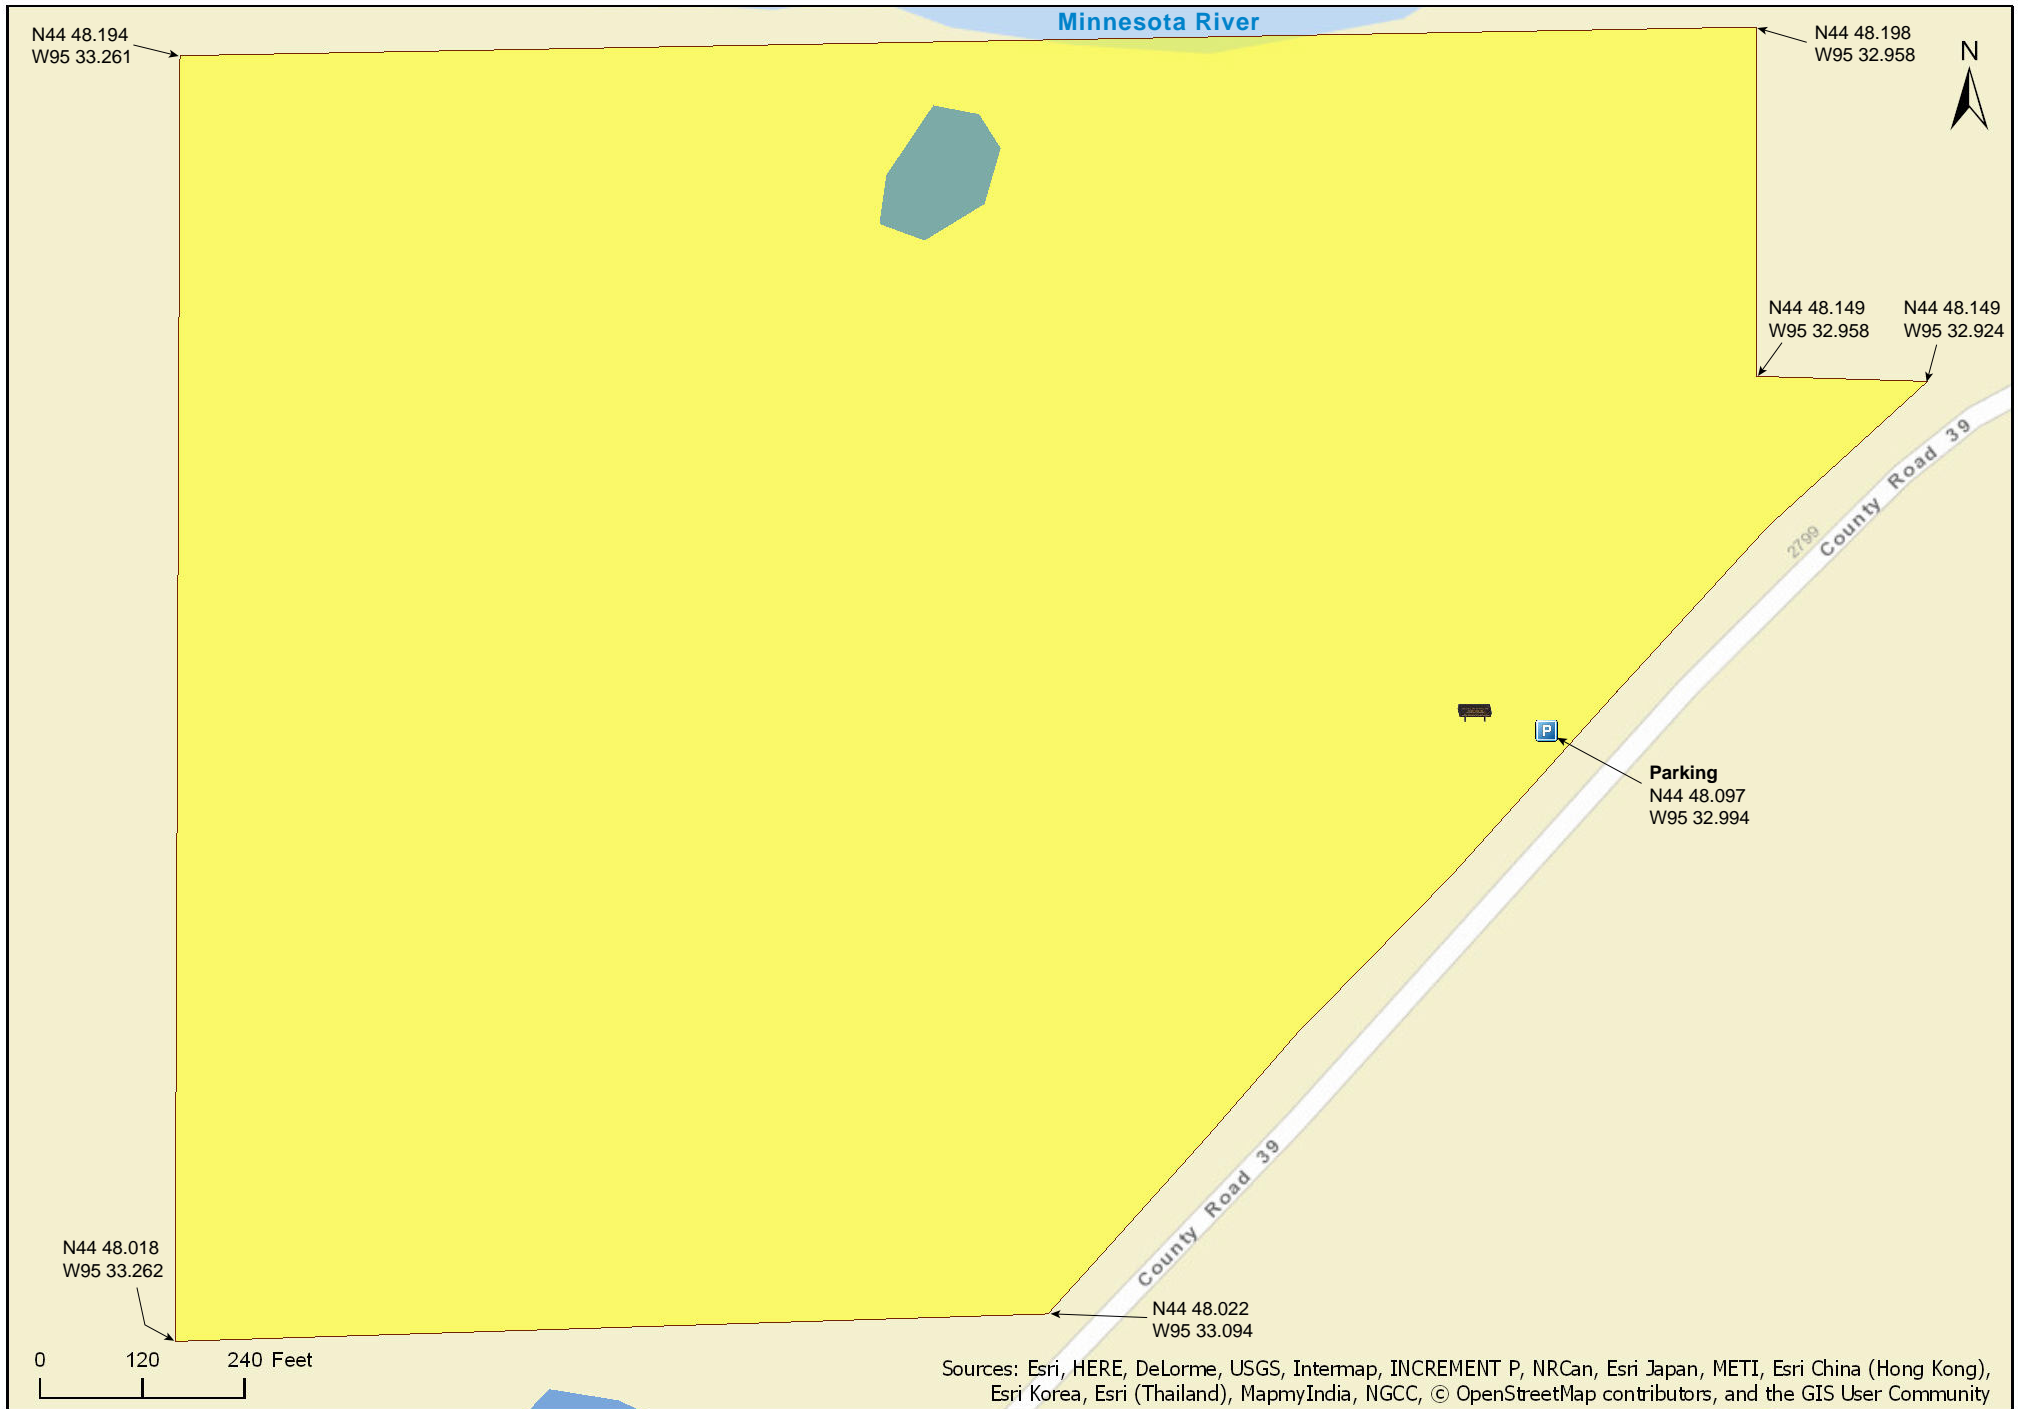 Minnesota River
N44 48.194
W95 33.261
N44 48.198
W95 32.958
N
N44 48.149
W95 32.958
N44 48.149
W95 32.924
County Road 39
2799
P
Parking
N44 48.097
W95 32.994
County Road 39
N44 48.018
W95 33.262
N44 48.022
W95 33.094
0 120 240 Feet
Sources: Esri, HERE, DeLorme, USGS, Intermap, INCREMENT P, NRCan, Esri Japan, METI, Esri China (Hong Kong),
Esri Korea, Esri (Thailand), MapmyIndia, NGCC, © OpenStreetMap contributors, and the GIS User Community